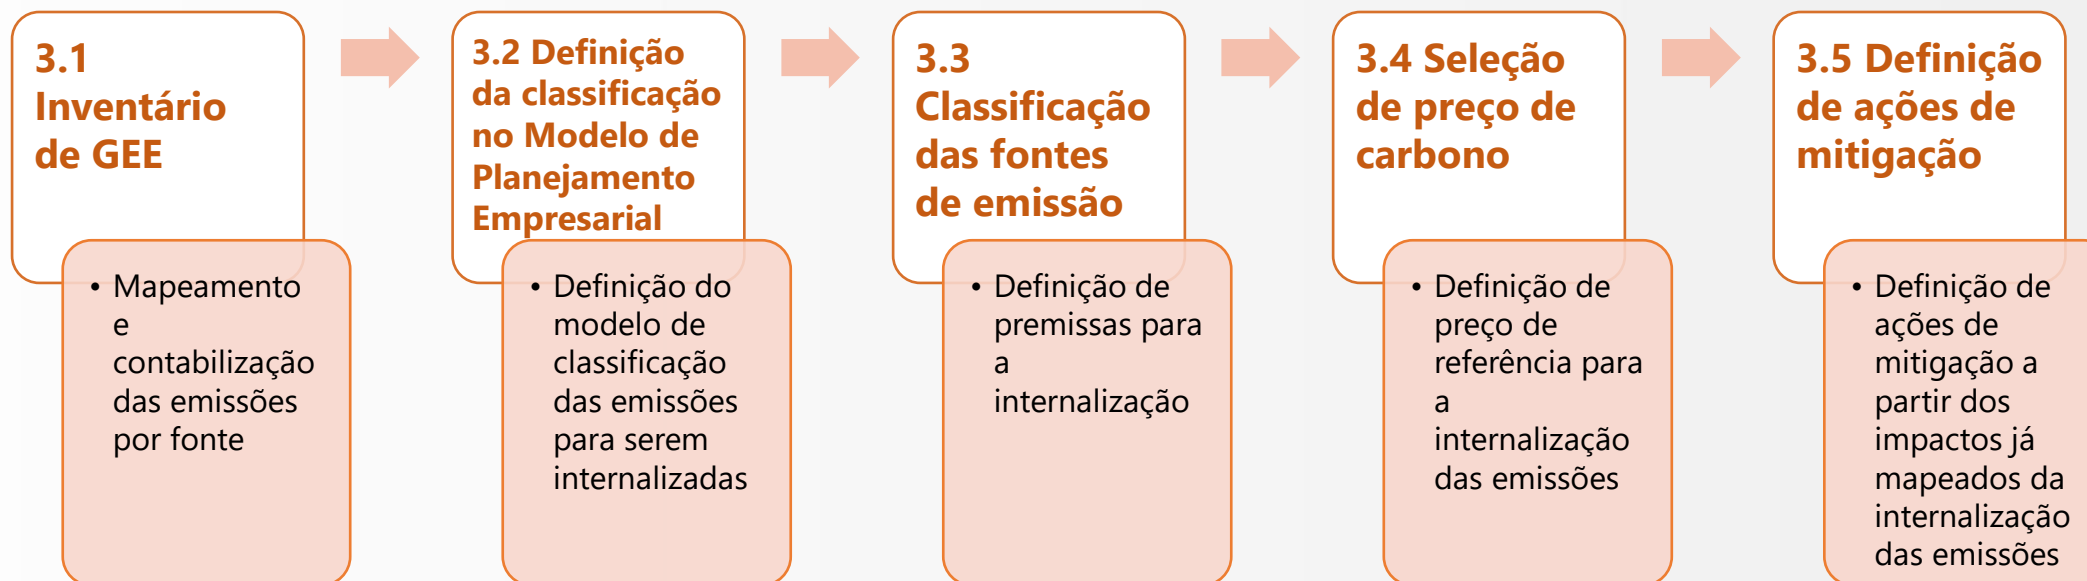 3.1
Inventário
de GEE
• Mapeamento
e
contabilização
das emissões
por fonte
3.2 Definição
da classificação
no Modelo de
Planejamento
Empresarial
• Definição do
modelo de
classificação
das emissões
para serem
internalizadas
3.3
Classificação
das fontes
de emissão
• Definição de
premissas para
a
internalização
3.4 Seleção
de preço de
carbono
• Definição de
preço de
referência para
a
internalização
das emissões
3.5 Definição
de ações de
mitigação
• Definição de
ações de
mitigação a
partir dos
impactos já
mapeados da
internalização
das emissões